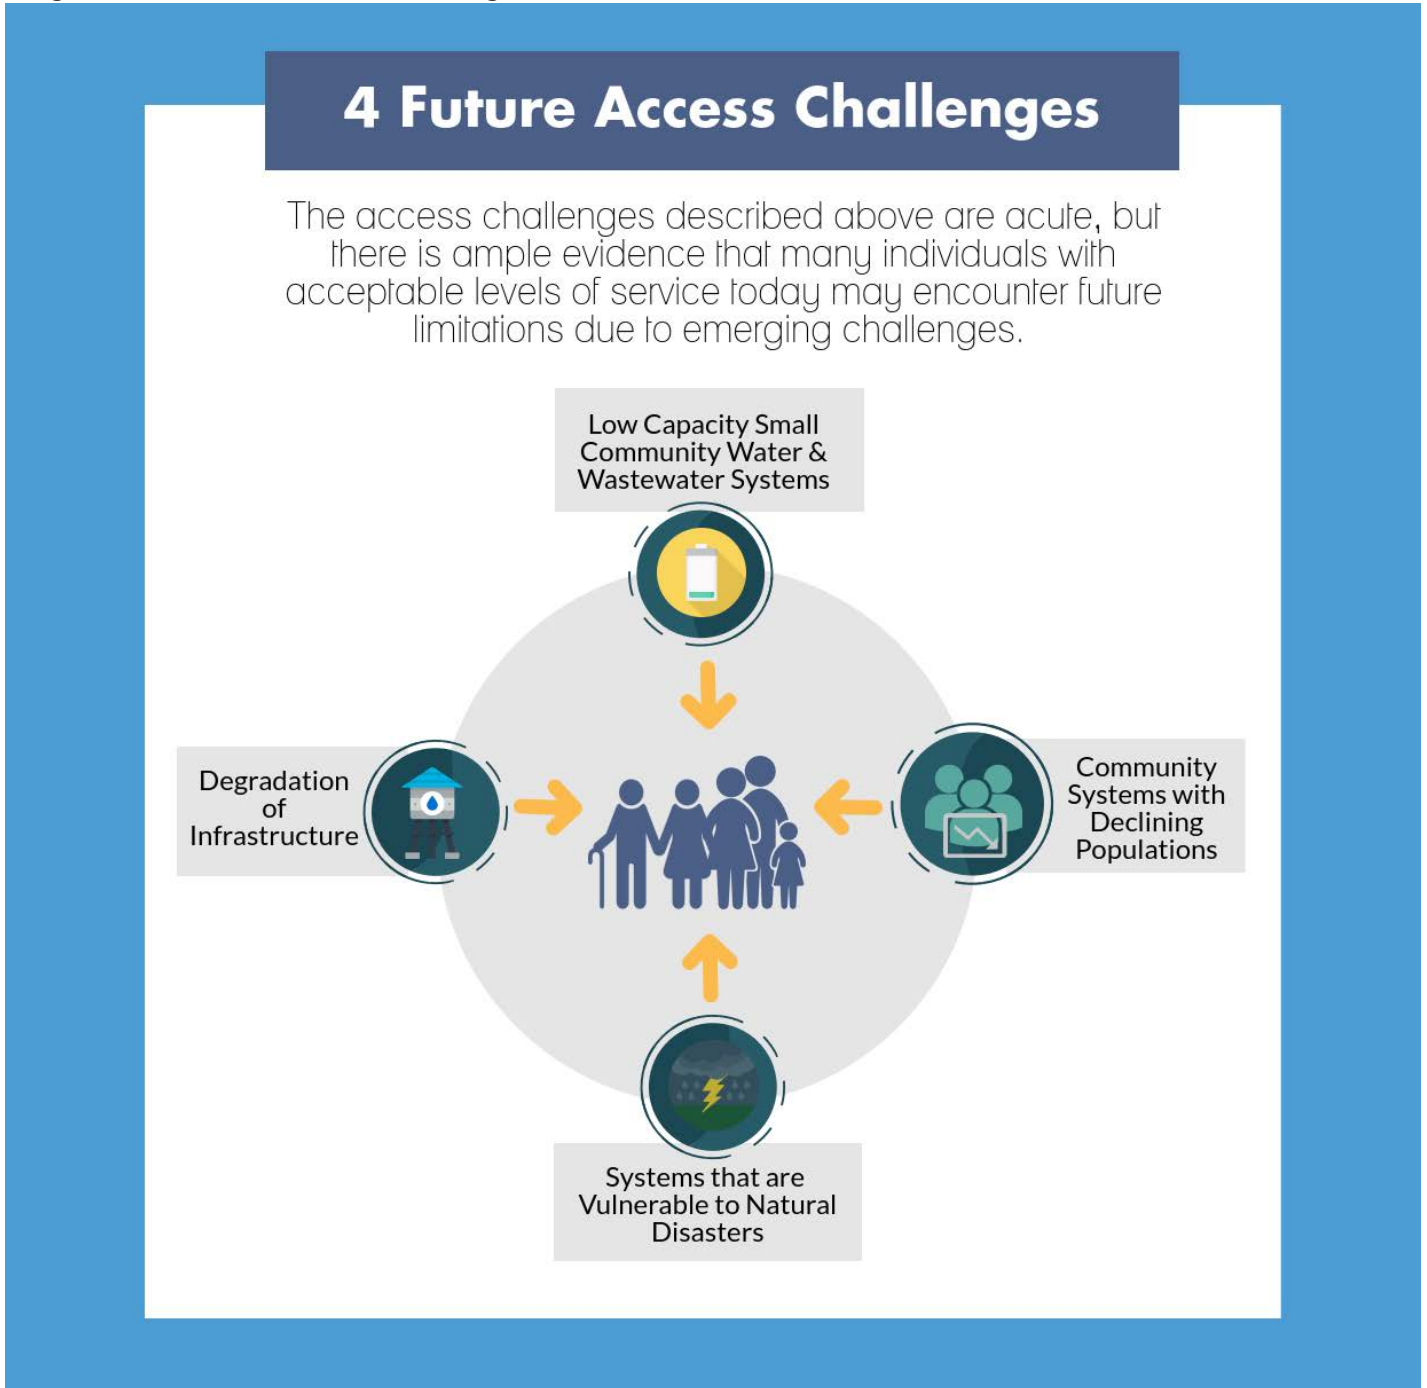 4 Future Access Challenges
The access challenges described above are acute, but
there is ample evidence that many individuals with
acceptable levels of service today may encounter future
limitations due to emerging challenges.
Low Capacity Small
Community Water &
Wastewater Systems
Degradation
of
Infrastructure
Community
Systems with
Declining
Populations
Systems that are
Vulnerable to Natural
Disasters